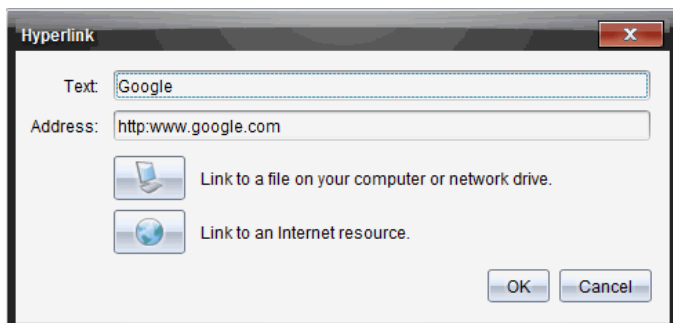 Hyperlink
Text: Google
Address: http:www.google.com
Link to a file on your computer or network drive.
Link to an Internet resource.
OK Cancel